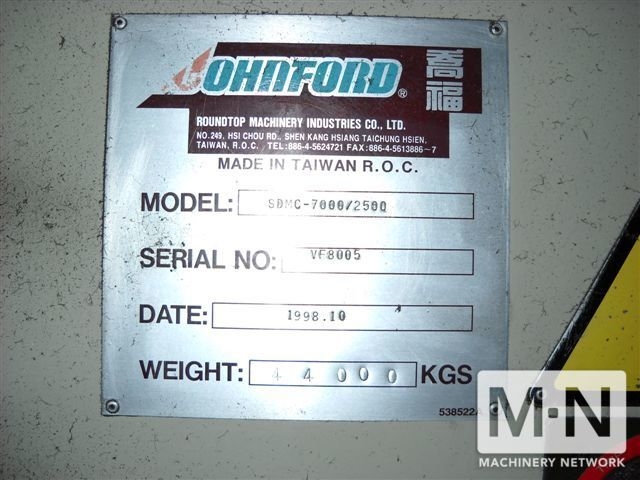 JOHNFORD®
喬福
ROUNDTOP MACHINERY INDUSTRIES CO., LTD.
NO.249, HSI CHOU RD., SHEN KANG HSIANG TAICHUNG HSIEN,
TAIWAN, R.O.C. TEL:886-4-5624721 FAX:886-4-5613886~7
MADE IN TAIWAN R.O.C.
MODEL: SDMC-7000/2500
SERIAL NO: VF8005
DATE: 1998.10
WEIGHT: 44000 KGS
538522A
M·N
MACHINERY NETWORK